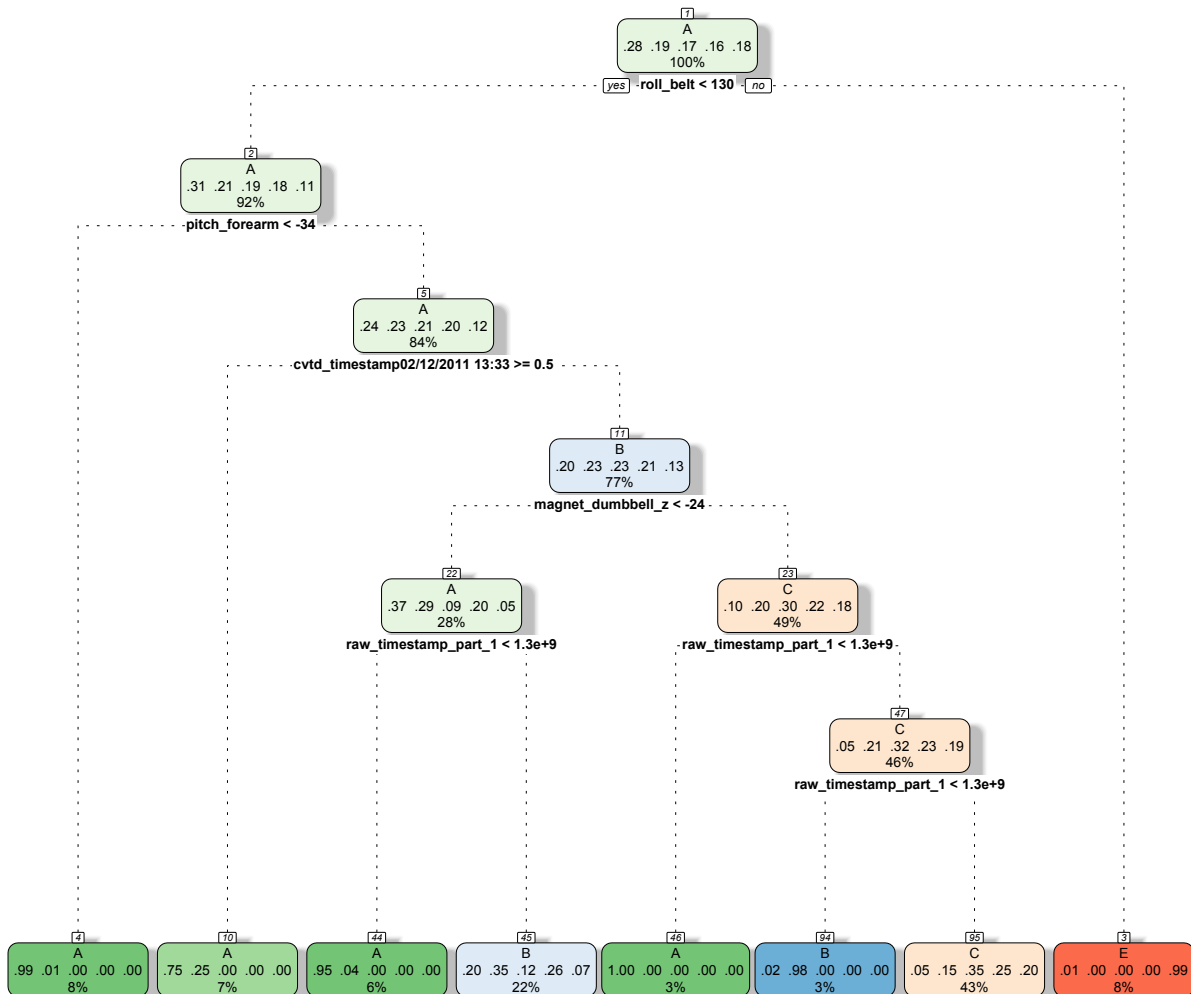 1
A
.28 .19 .17 .16 .18
100%
yes roll_belt < 130 no
2
A
.31 .21 .19 .18 .11
92%
pitch_forearm < -34
5
A
.24 .23 .21 .20 .12
84%
cvtd_timestamp02/12/2011 13:33 >= 0.5
11
B
.20 .23 .23 .21 .13
77%
magnet_dumbbell_z < -24
22
A
.37 .29 .09 .20 .05
28%
raw_timestamp_part_1 < 1.3e+9
23
C
.10 .20 .30 .22 .18
49%
raw_timestamp_part_1 < 1.3e+9
47
C
.05 .21 .32 .23 .19
46%
raw_timestamp_part_1 < 1.3e+9
4
A
.99 .01 .00 .00 .00
8%
10
A
.75 .25 .00 .00 .00
7%
44
A
.95 .04 .00 .00 .00
6%
45
B
.20 .35 .12 .26 .07
22%
46
A
1.00 .00 .00 .00 .00
3%
94
B
.02 .98 .00 .00 .00
3%
95
C
.05 .15 .35 .25 .20
43%
3
E
.01 .00 .00 .00 .99
8%